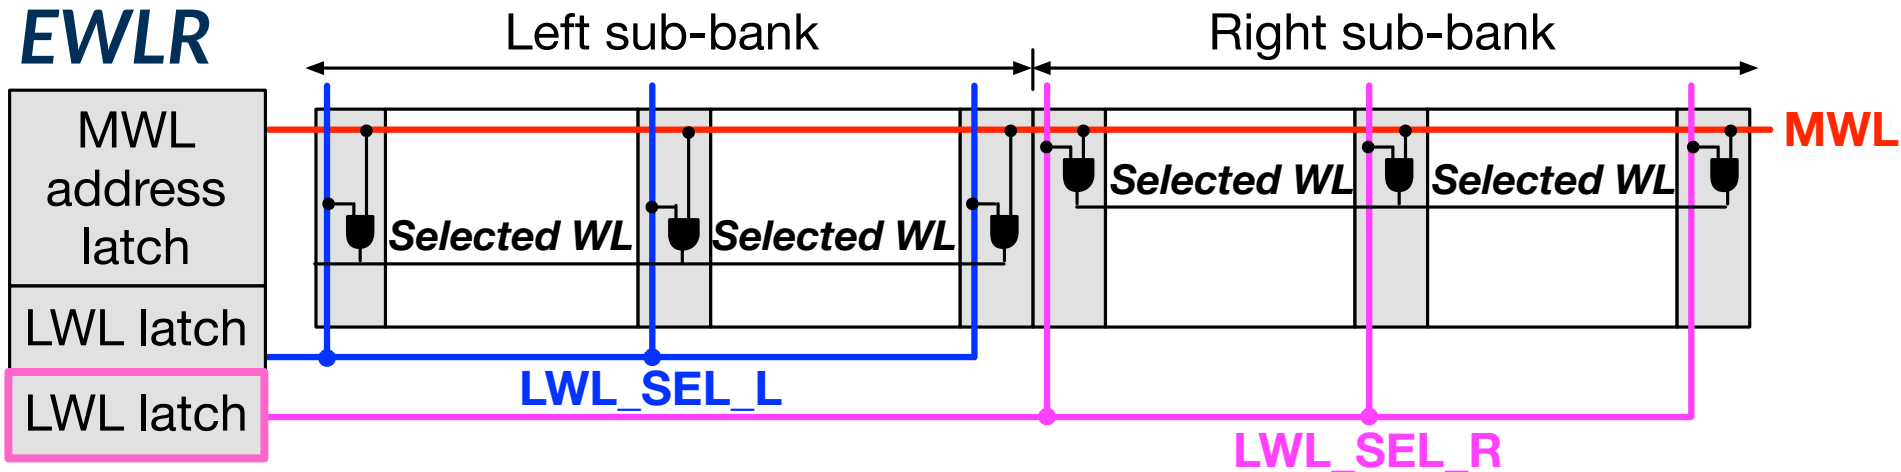 EWLR
Left sub-bank
Right sub-bank
MWL
address
latch
LWL latch
LWL latch
MWL
Selected WL
Selected WL
Selected WL
Selected WL
LWL_SEL_L
LWL_SEL_R